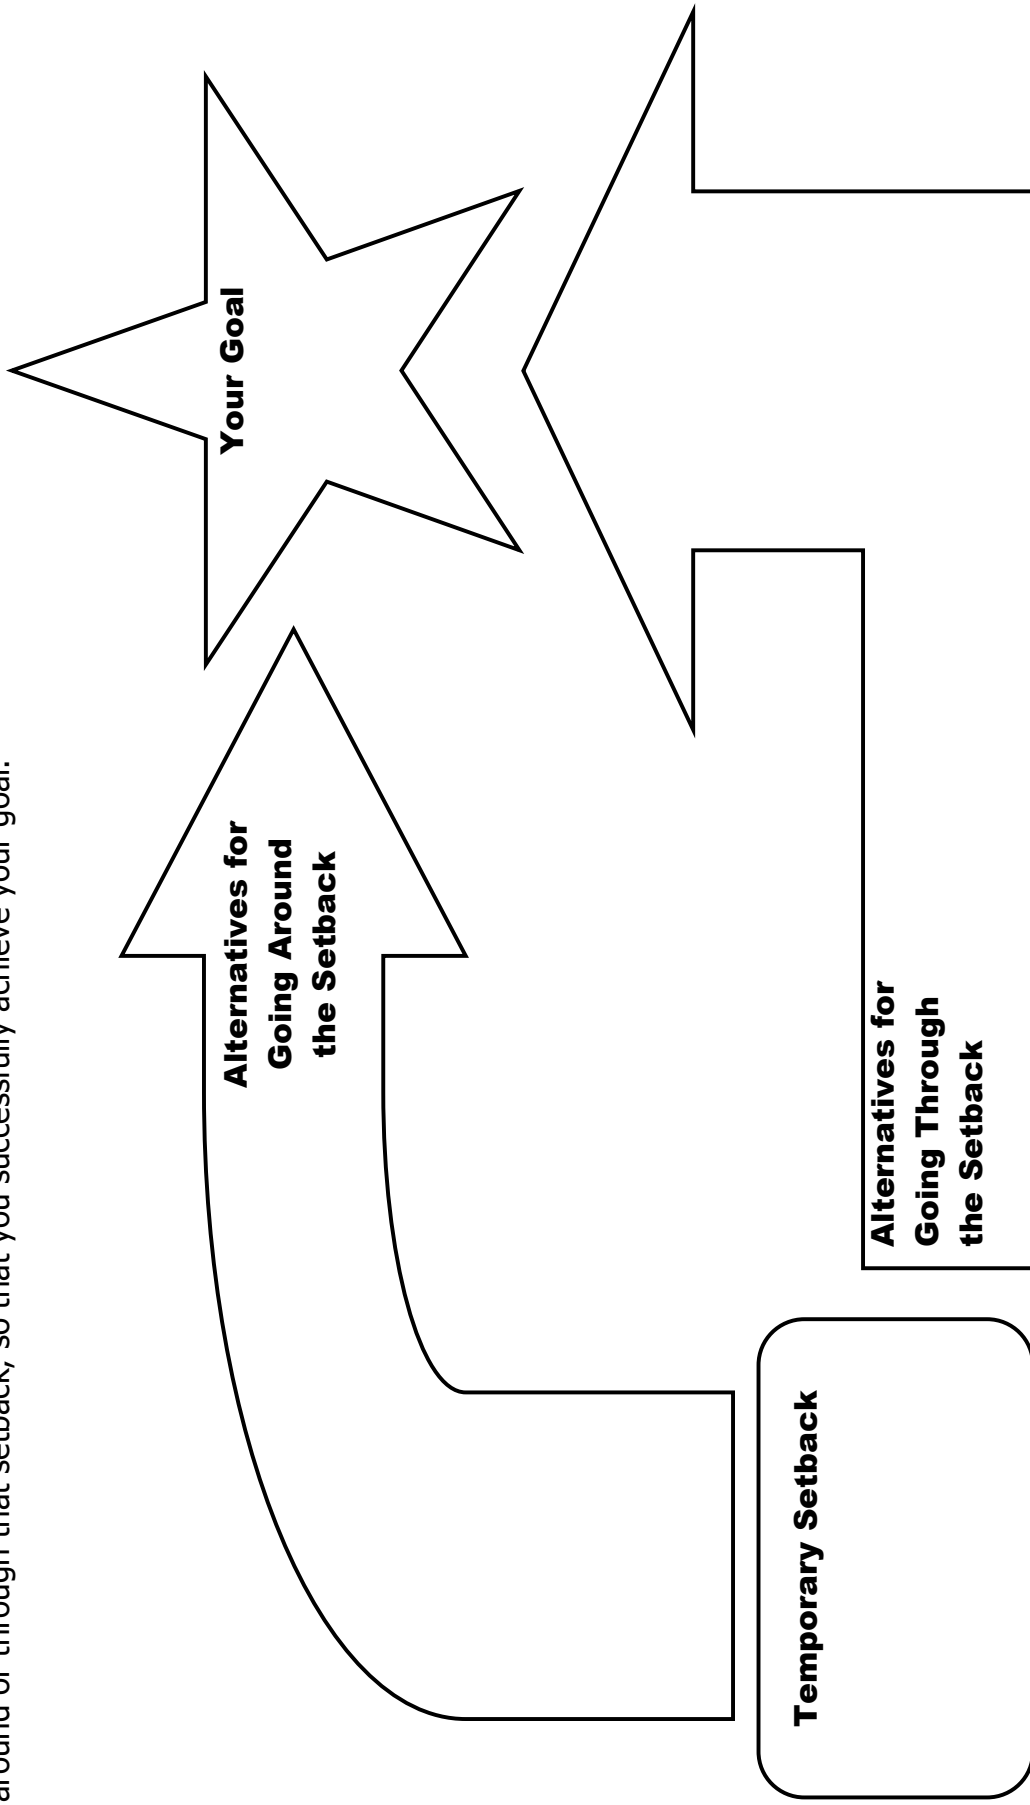 around or through that setback, so that you successfully achieve your goal.
Your Goal
Alternatives for
Going Around
the Setback
Alternatives for
Going Through
the Setback
Temporary Setback